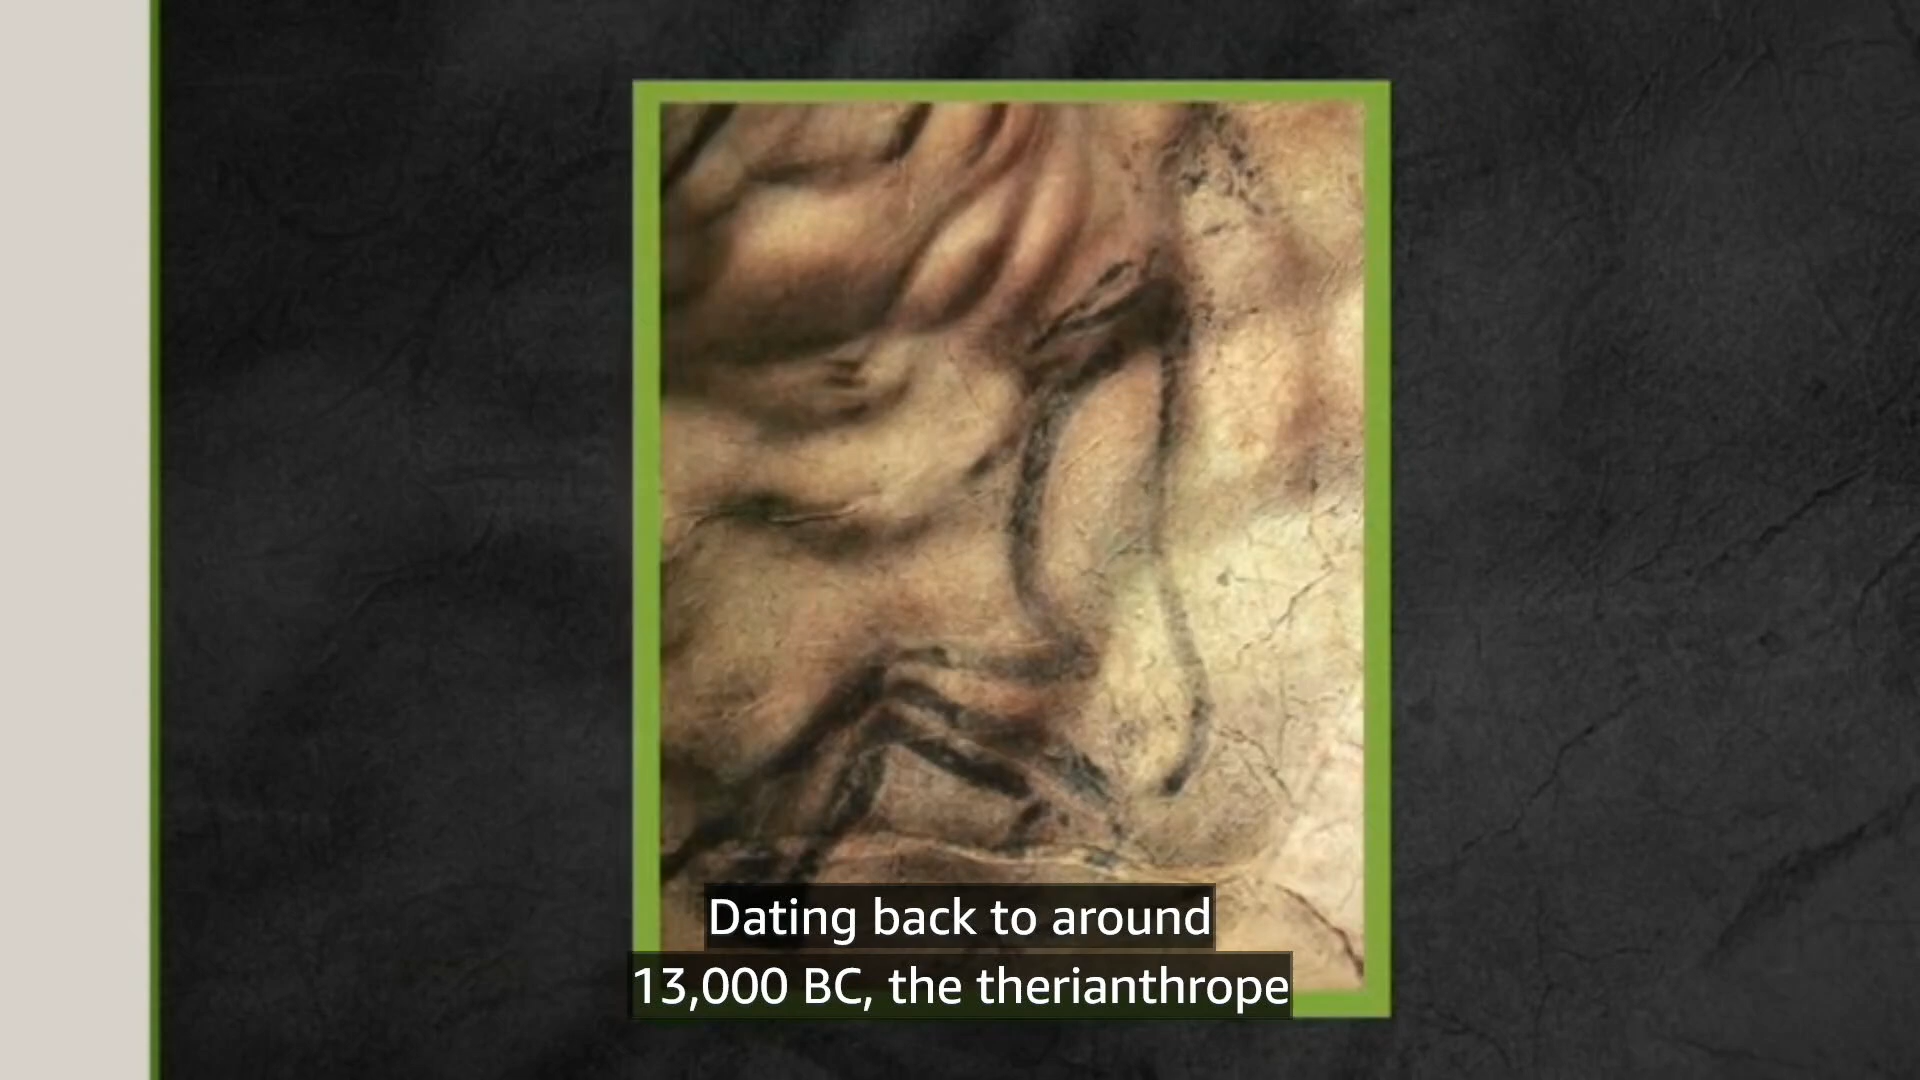 Dating back to around
13,000 BC, the therianthrope